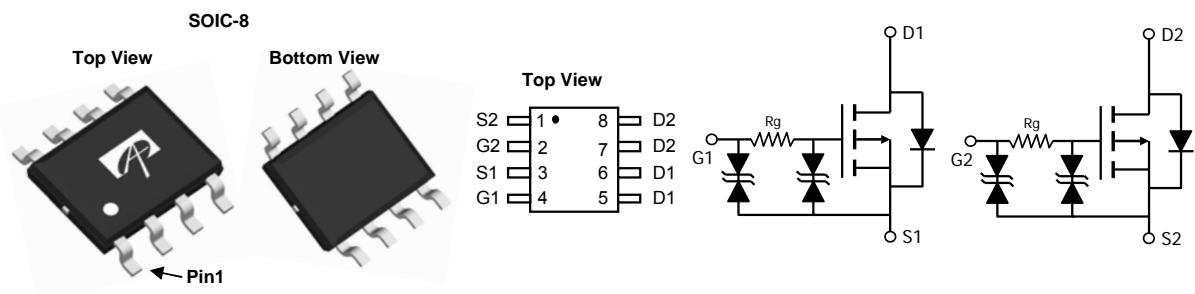 SOIC-8
Top View
Bottom View
Pin1
Top View
S2 1 8 D2
G2 2 7 D2
S1 3 6 D1
G1 4 5 D1
D1
Rg
G1
S1
D2
Rg
G2
S2